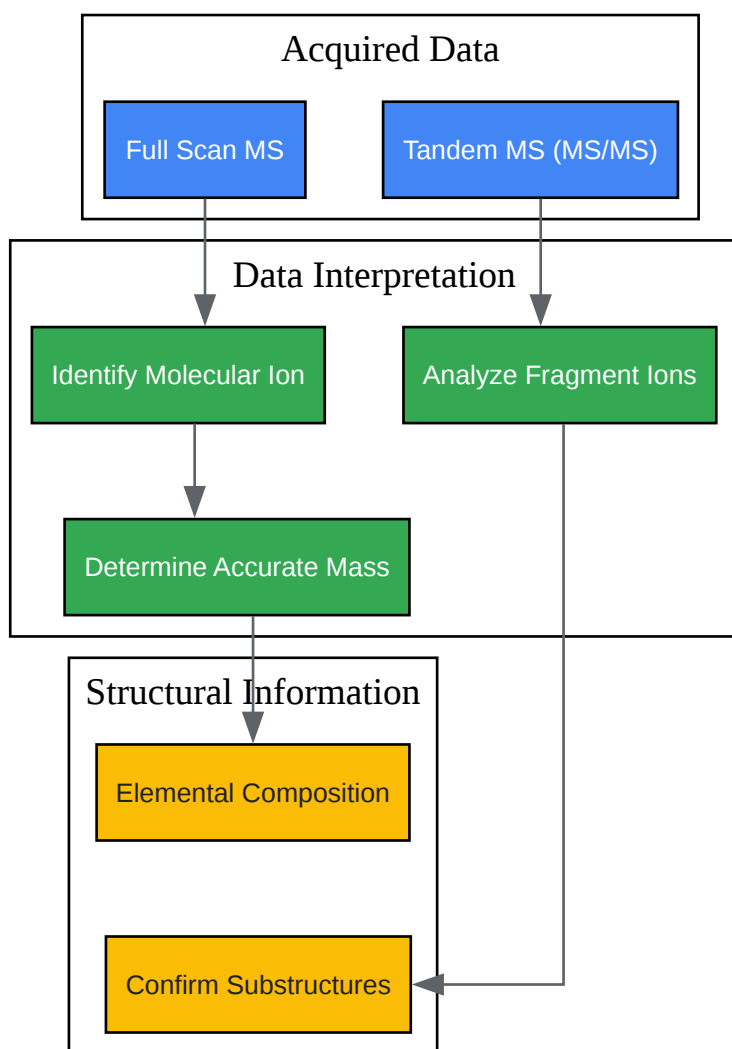 Acquired Data
Full Scan MS
Tandem MS (MS/MS)
Data Interpretation
Identify Molecular Ion
Analyze Fragment Ions
Determine Accurate Mass
Structural Information
Elemental Composition
Confirm Substructures